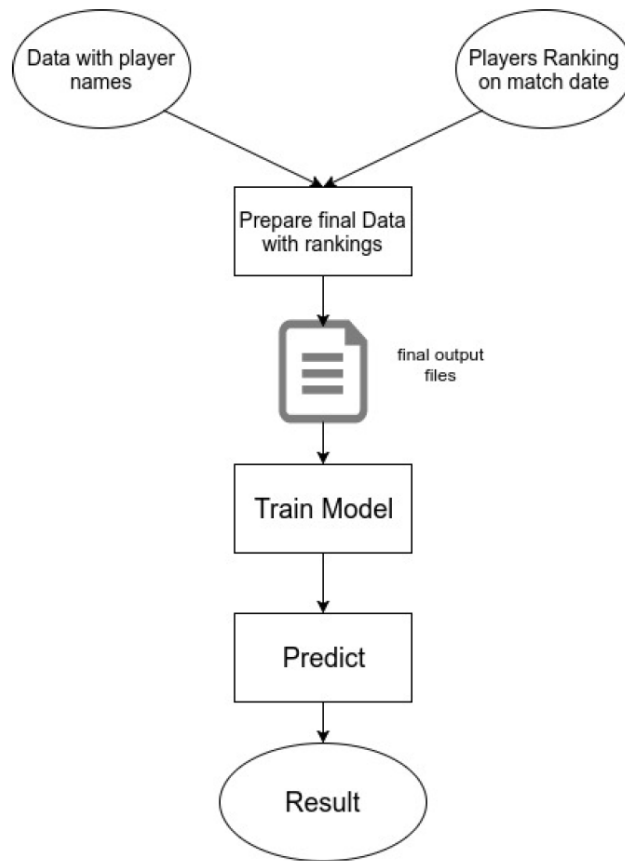 Data with player
names
Players Ranking
on match date
Prepare final Data
with rankings
final output
files
Train Model
Predict
Result